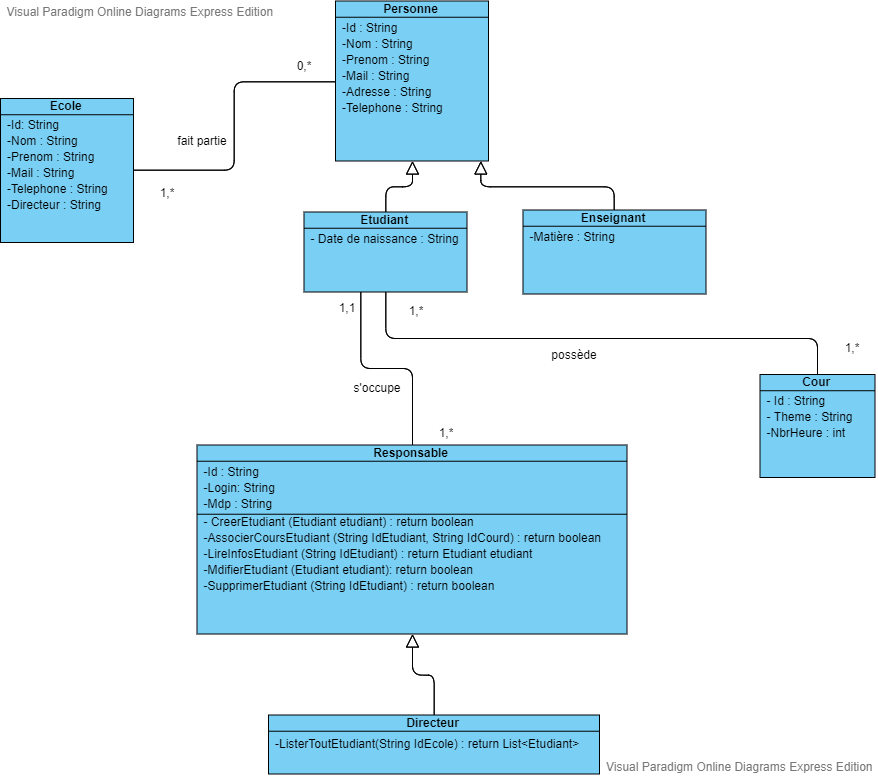 Visual Paradigm Online Diagrams Express Edition
Personne
-Id : String
-Nom : String
-Prenom : String
-Mail : String
-Adresse : String
-Telephone : String
0,*
Ecole
-Id: String
-Nom : String
-Prenom : String
-Mail : String
-Telephone : String
-Directeur : String
fait partie
1,*
Etudiant
- Date de naissance : String
Enseignant
-Matière : String
1,1
1,*
possède
1,*
s'occupe
Cour
- Id : String
- Theme : String
-NbrHeure : int
1,*
Responsable
-Id : String
-Login: String
-Mdp : String
- CreerEtudiant (Etudiant etudiant) : return boolean
-AssocierCoursEtudiant (String IdEtudiant, String IdCourd) : return boolean
-LireInfosEtudiant (String IdEtudiant) : return Etudiant etudiant
-MdifierEtudiant (Etudiant etudiant): return boolean
-SupprimerEtudiant (String IdEtudiant) : return boolean
Directeur
-ListerToutEtudiant(String IdEcole) : return List<Etudiant>
Visual Paradigm Online Diagrams Express Edition